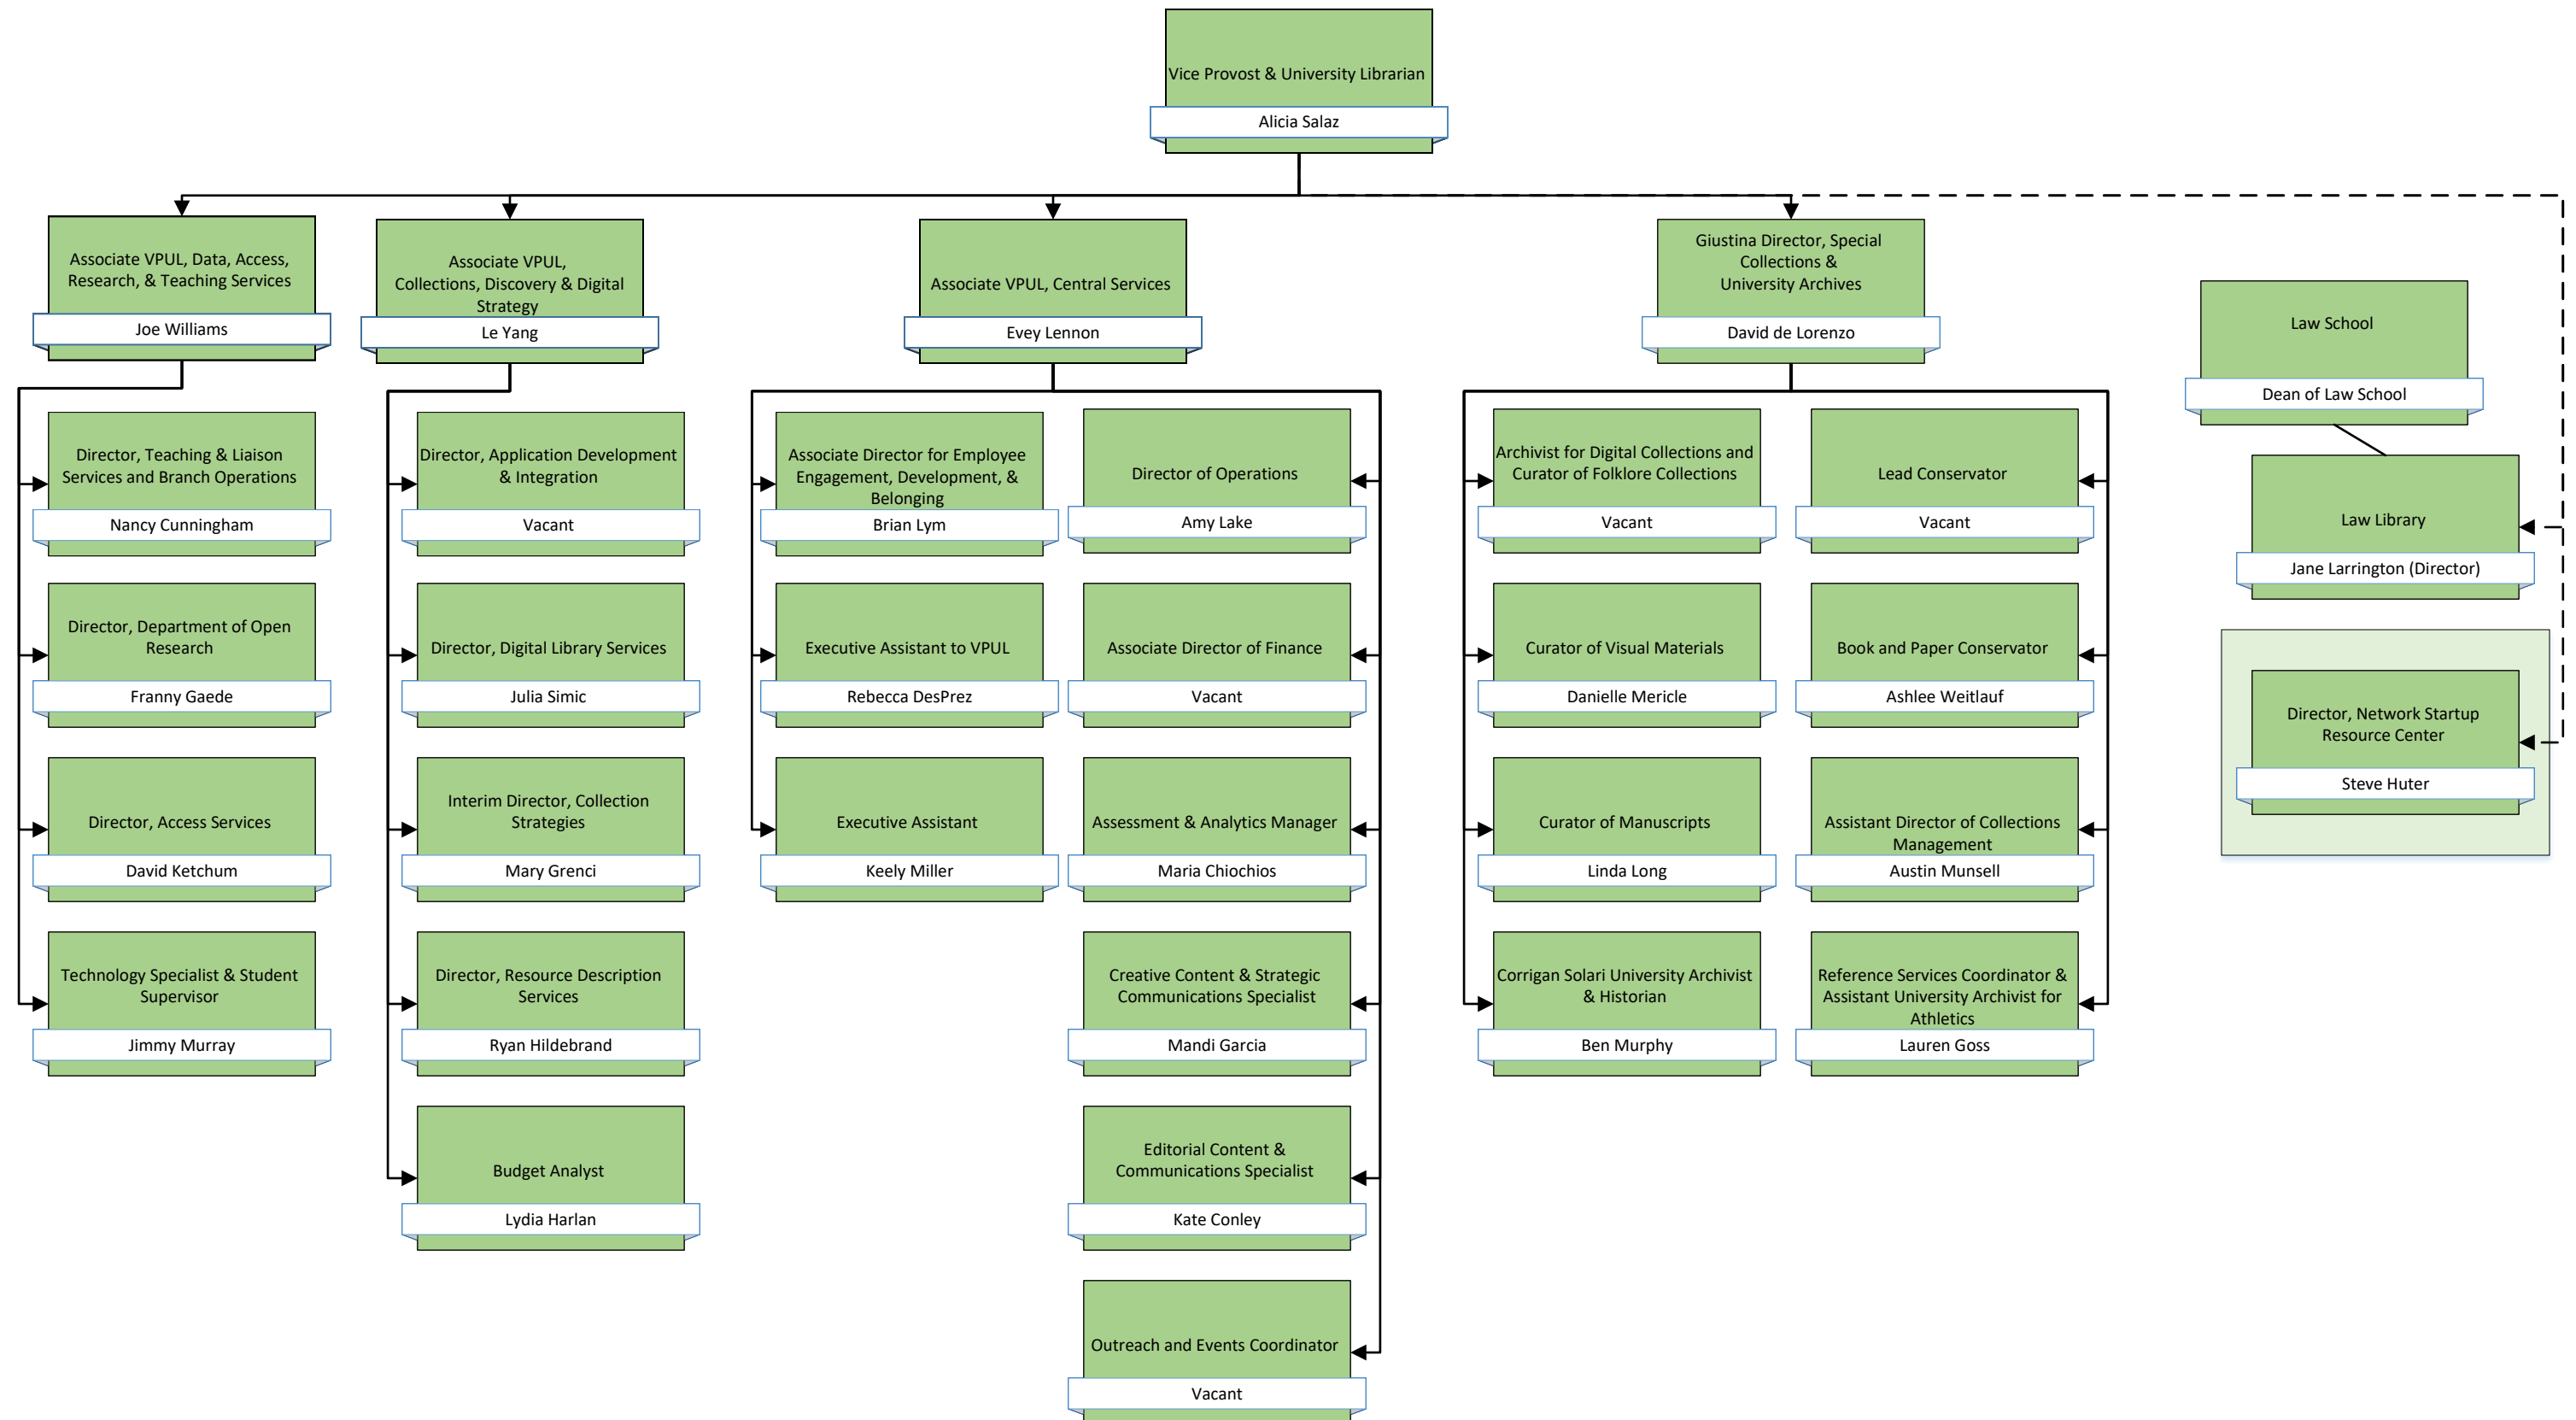 Vice Provost & University Librarian
Alicia Salaz
Associate VPUL, Data, Access,
Research, & Teaching Services
Joe Williams
Associate VPUL,
Collections, Discovery & Digital
Strategy
Le Yang
Associate VPUL, Central Services
Evey Lennon
Giustina Director, Special
Collections &
University Archives
David de Lorenzo
Law School
Dean of Law School
Director, Teaching & Liaison
Services and Branch Operations
Nancy Cunningham
Director, Application Development
& Integration
Vacant
Associate Director for Employee
Engagement, Development, &
Belonging
Brian Lym
Director of Operations
Amy Lake
Archivist for Digital Collections and
Curator of Folklore Collections
Vacant
Lead Conservator
Vacant
Law Library
Jane Larrington (Director)
Director, Department of Open
Research
Franny Gaede
Director, Digital Library Services
Julia Simic
Executive Assistant to VPUL
Rebecca DesPrez
Associate Director of Finance
Vacant
Curator of Visual Materials
Danielle Mericle
Book and Paper Conservator
Ashlee Weitlauf
Director, Network Startup
Resource Center
Steve Huter
Director, Access Services
David Ketchum
Interim Director, Collection
Strategies
Mary Grenci
Executive Assistant
Keely Miller
Assessment & Analytics Manager
Maria Chiochios
Curator of Manuscripts
Linda Long
Assistant Director of Collections
Management
Austin Munsell
Technology Specialist & Student
Supervisor
Jimmy Murray
Director, Resource Description
Services
Ryan Hildebrand
Creative Content & Strategic
Communications Specialist
Mandi Garcia
Corrigan Solari University Archivist
& Historian
Ben Murphy
Reference Services Coordinator &
Assistant University Archivist for
Athletics
Lauren Goss
Budget Analyst
Lydia Harlan
Editorial Content &
Communications Specialist
Kate Conley
Outreach and Events Coordinator
Vacant